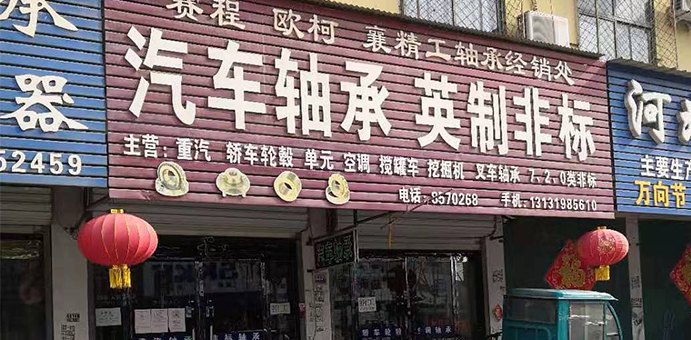 赛程 欧柯 襄精工轴承经销处
汽车轴承 英制非标
主营:重汽 轿车轮毂 单元 空调 搅罐车 挖掘机 叉车轴承 7、2、0类非标
电话:8570268 手机:13131985610
承
器
52459
河
主要生产
万向节